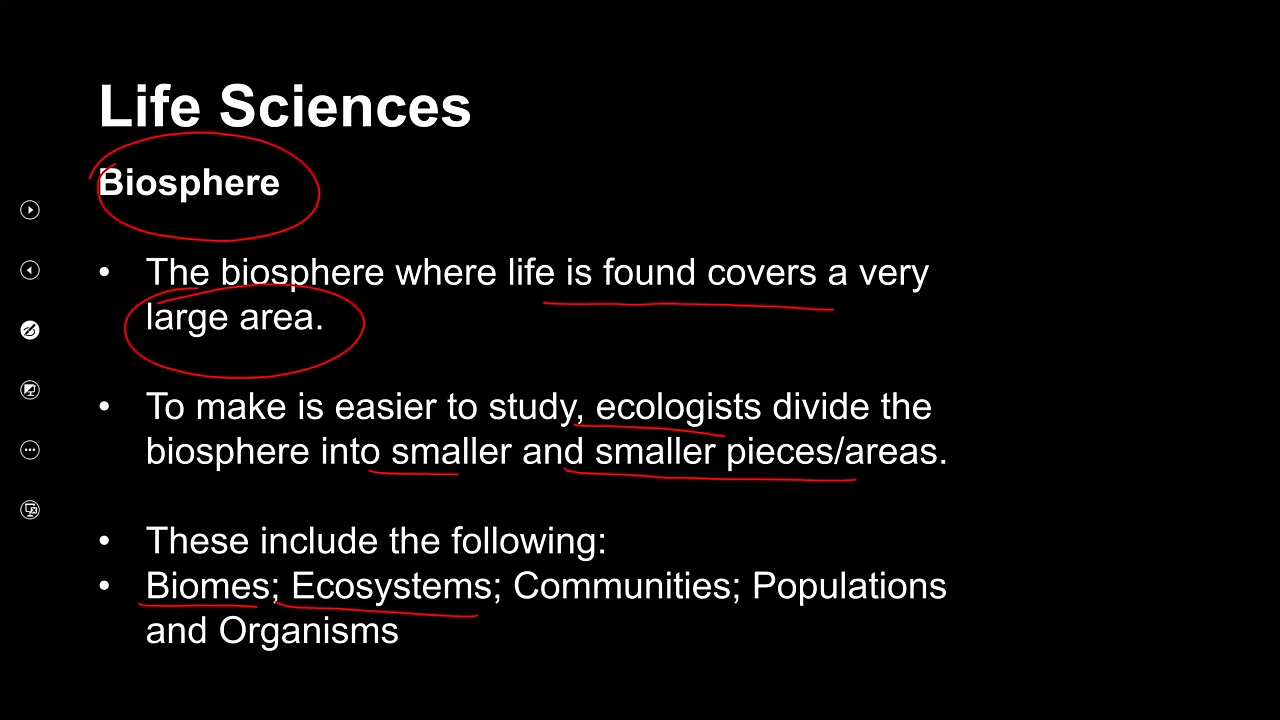 Life Sciences
Biosphere
• The biosphere where life is found covers a very
large area.
• To make is easier to study, ecologists divide the
biosphere into smaller and smaller pieces/areas.
• These include the following:
• Biomes; Ecosystems; Communities; Populations
and Organisms